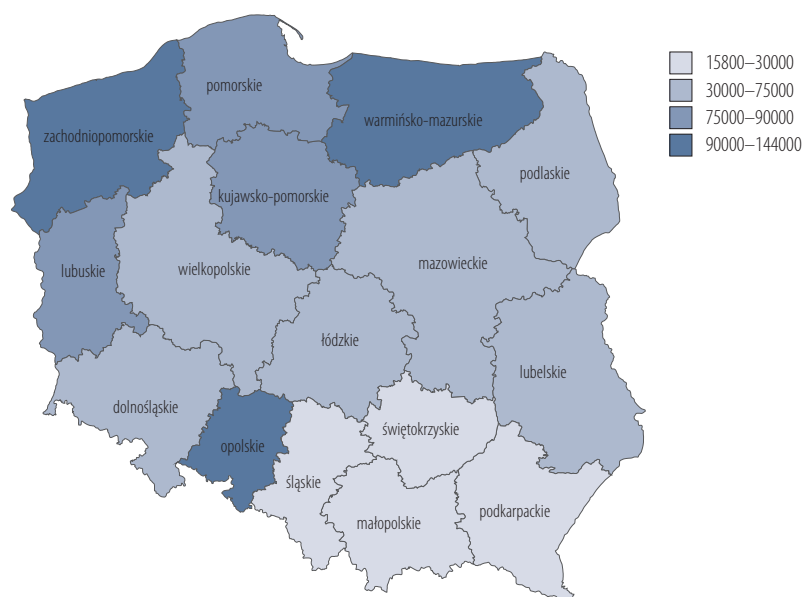 15800–30000
30000–75000
75000–90000
90000–144000
pomorskie
warmińsko-mazurskie
zachodniopomorskie
podlaskie
kujawsko-pomorskie
mazowieckie
lubuskie
wielkopolskie
łódzkie
lubelskie
dolnośląskie
świętokrzyskie
opolskie
śląskie
podkarpackie
małopolskie